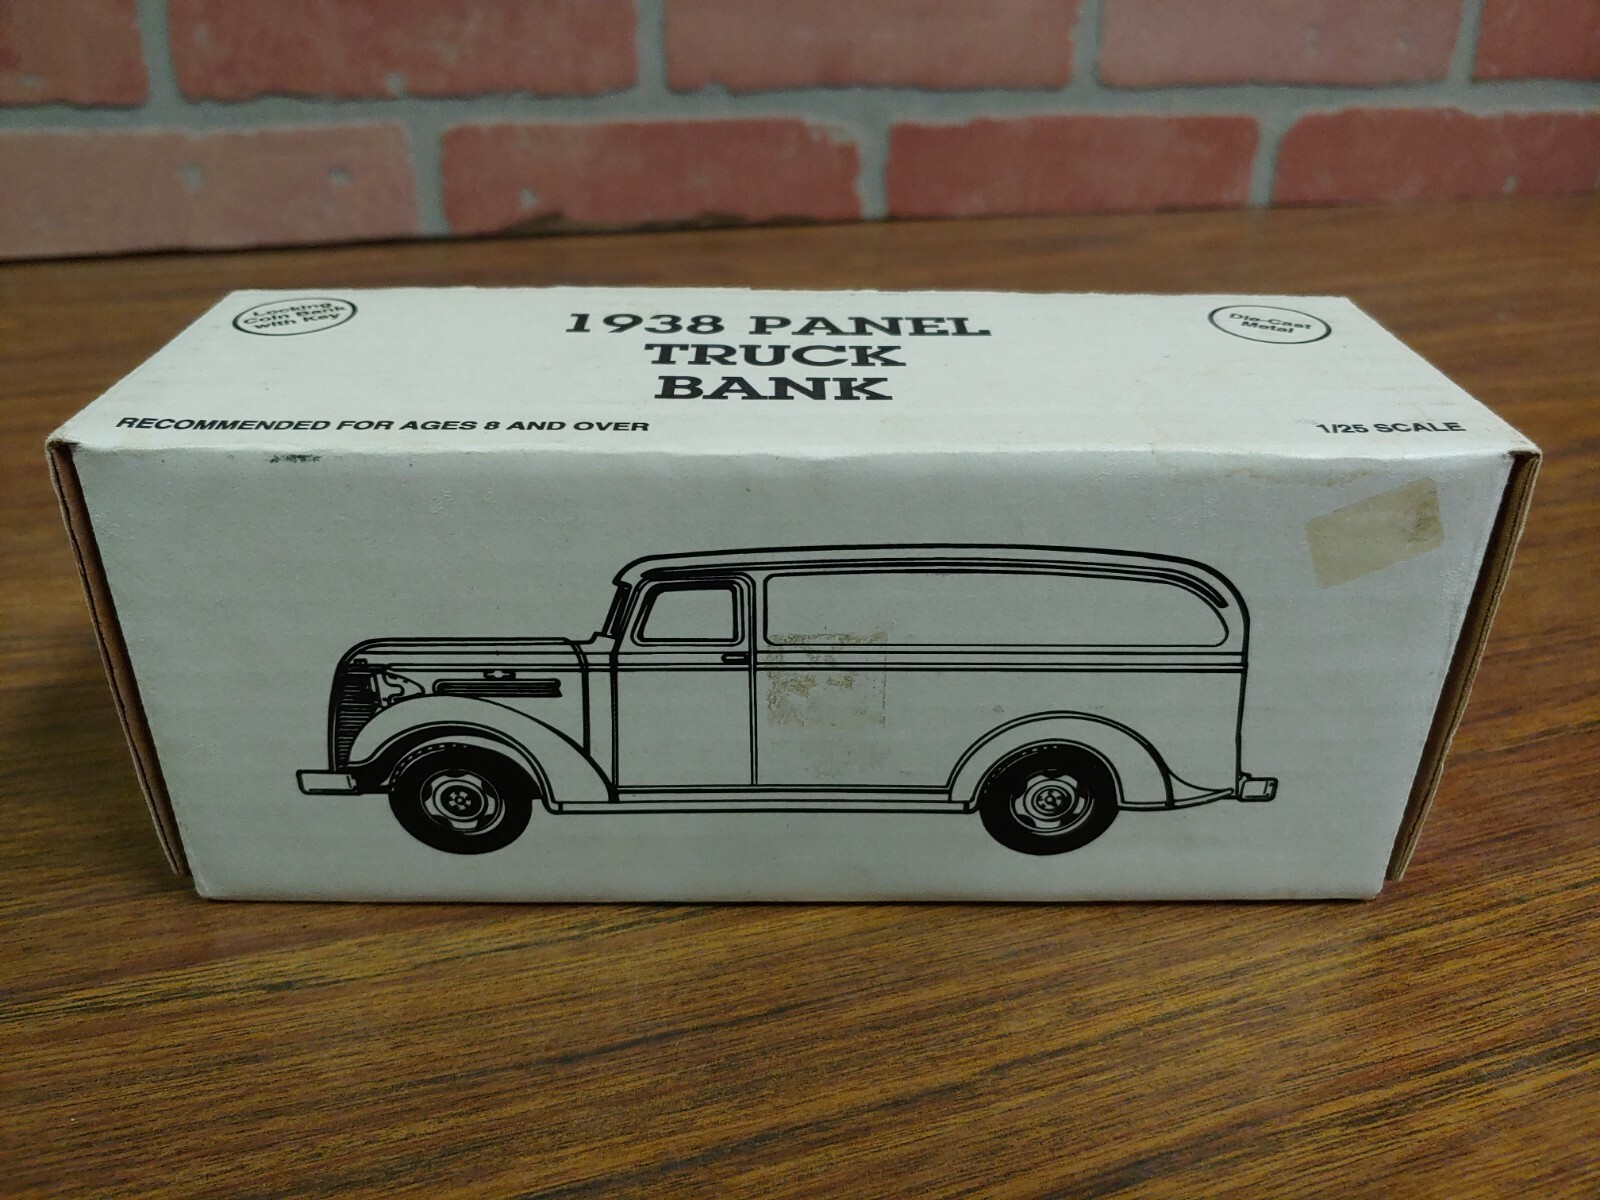 Locking
Coin Bank
with Key
1938 PANEL
TRUCK
BANK
Die-Cast
Metal
RECOMMENDED FOR AGES 8 AND OVER
1/25 SCALE